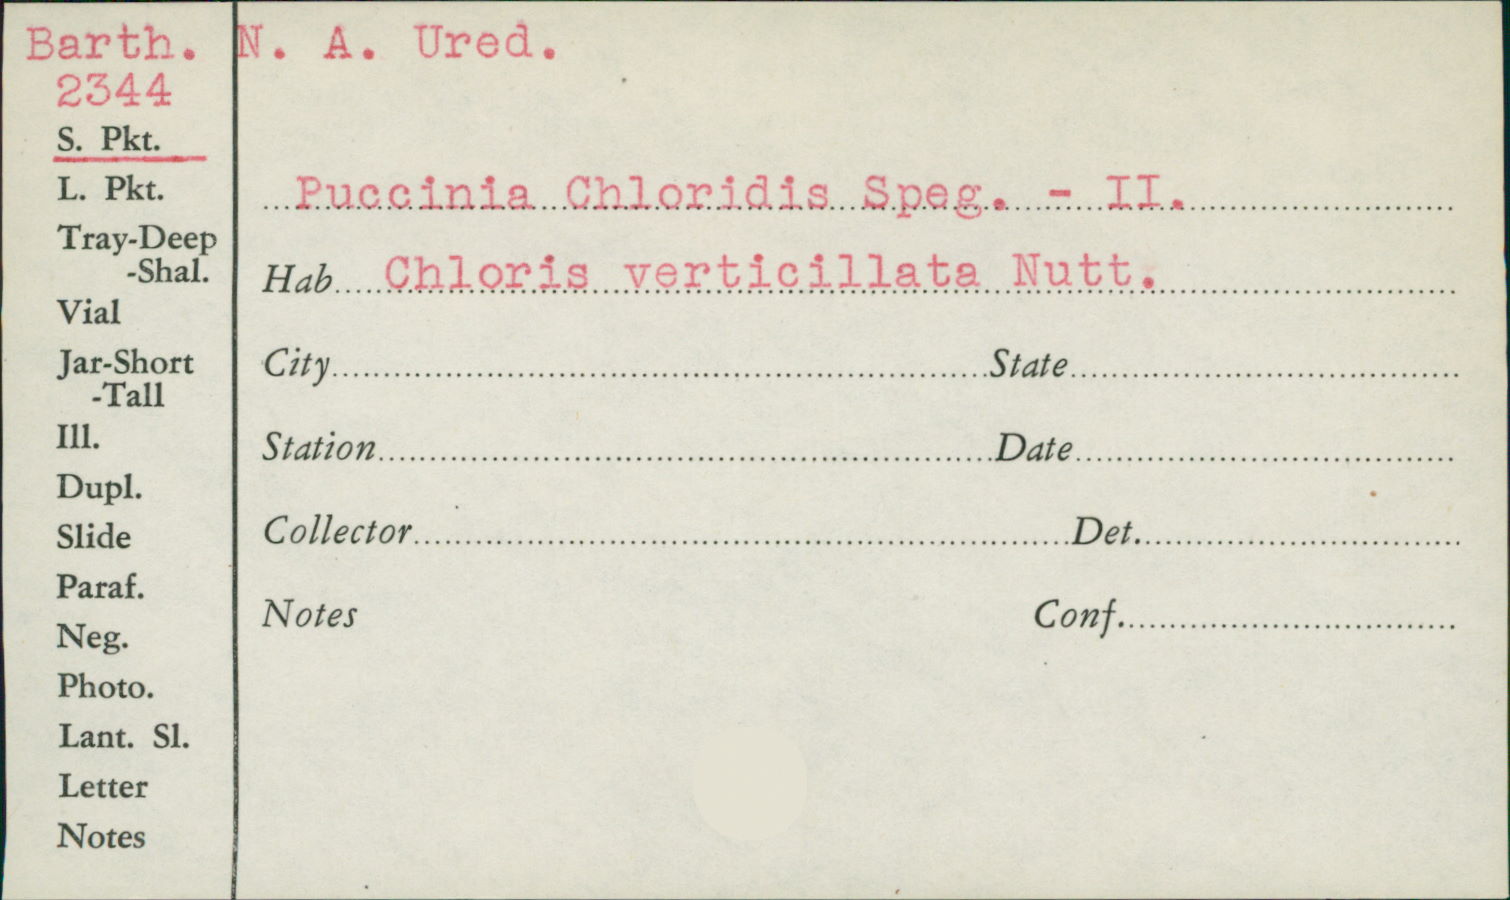 Barth. N. A. Ured.
2344
S. Pkt.
L. Pkt.
Tray-Deep
-Shal.
Vial
Jar-Short
-Tall
Ill.
Dupl.
Slide
Paraf.
Neg.
Photo.
Lant. Sl.
Letter
Notes
Puccinia Chloridis Speg. - II.
Hab. Chloris verticillata Nutt.
City State
Station Date
Collector Det.
Notes Conf.